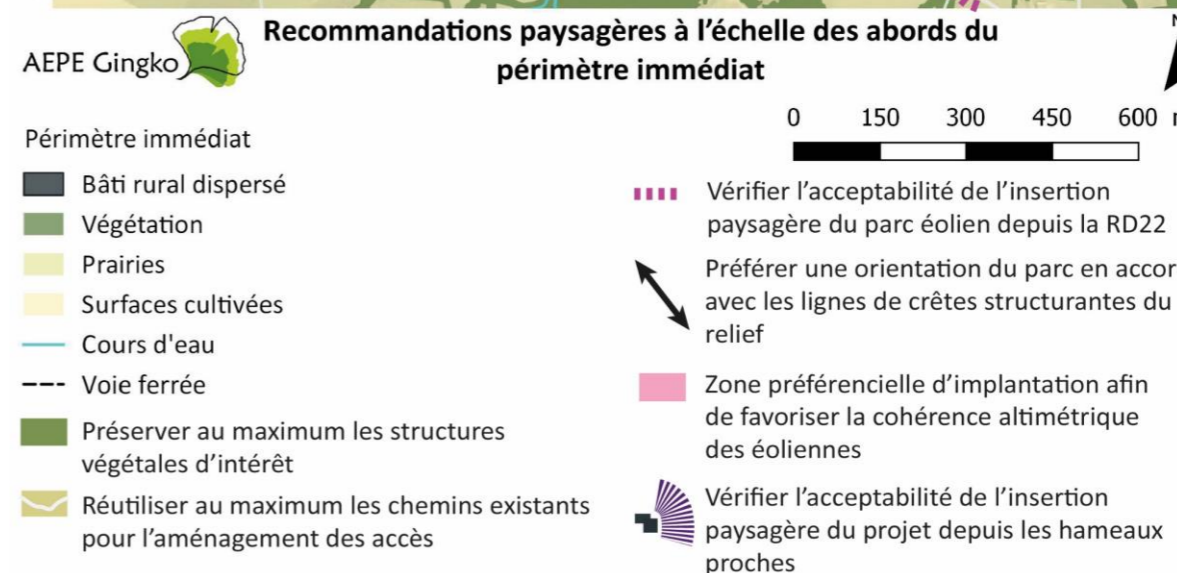 AEPE Gingko
Recommandations paysagères à l’échelle des abords du
périmètre immédiat
N
0 150 300 450 600
Périmètre immédiat
Bâti rural dispersé
Végétation
Prairies
Surfaces cultivées
Cours d'eau
Voie ferrée
Préserver au maximum les structures
végétales d’intérêt
Réutiliser au maximum les chemins existants
pour l’aménagement des accès
Vérifier l’acceptabilité de l’insertion
paysagère du parc éolien depuis la RD22
Préférer une orientation du parc en accor
avec les lignes de crêtes structurantes du
relief
Zone préférencielle d’implantation afin
de favoriser la cohérence altimétrique
des éoliennes
Vérifier l’acceptabilité de l’insertion
paysagère du projet depuis les hameaux
proches